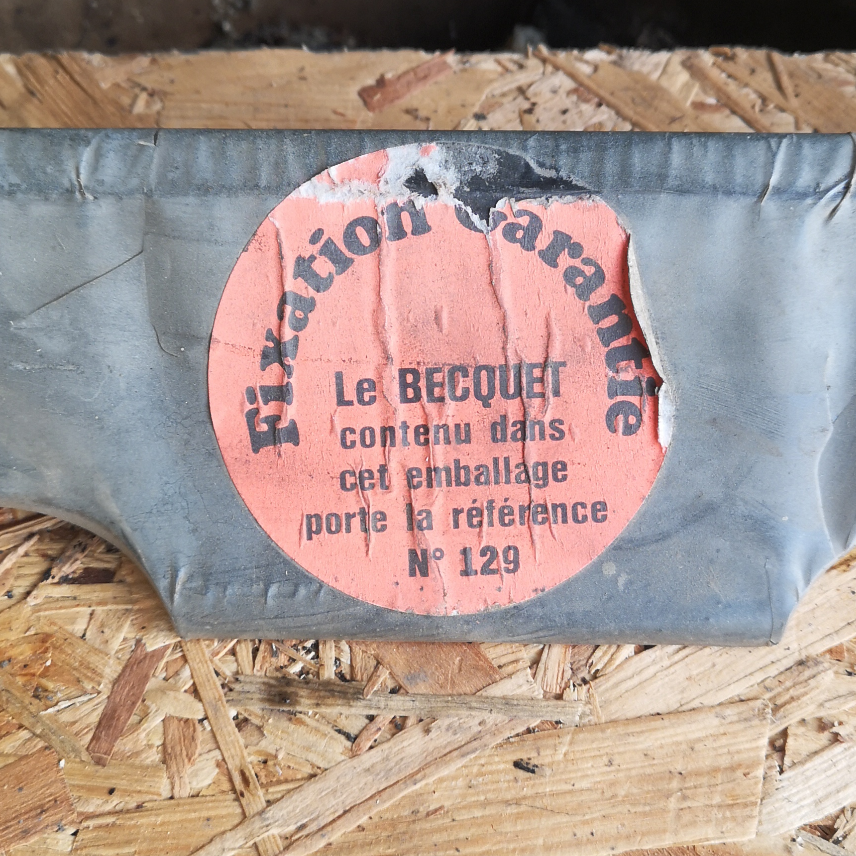 Fixation Garantie
Le BECQUET
contenu dans
cet emballage
porte la référence
N° 129